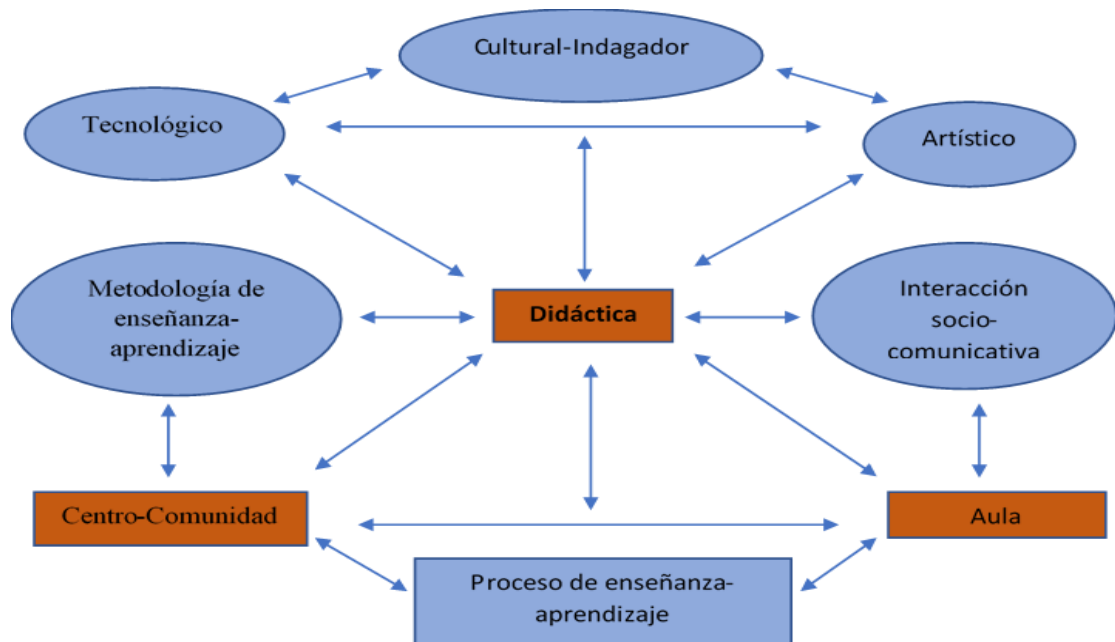 Cultural-Indagador
Tecnológico
Artístico
Metodología de
enseñanza-
aprendizaje
Didáctica
Interacción
socio-
comunicativa
Centro-Comunidad
Aula
Proceso de enseñanza-
aprendizaje